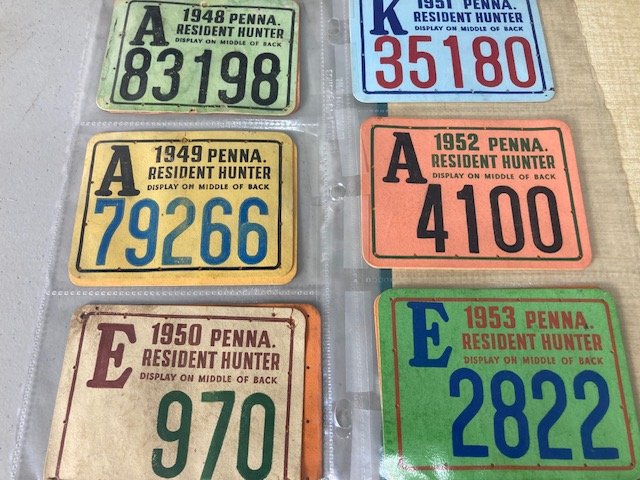 A 1948 PENNA.
RESIDENT HUNTER
DISPLAY ON MIDDLE OF BACK
83198
A 1949 PENNA.
RESIDENT HUNTER
DISPLAY ON MIDDLE OF BACK
79266
E 1950 PENNA.
RESIDENT HUNTER
DISPLAY ON MIDDLE OF BACK
970
K 1951 PENNA.
RESIDENT HUNTER
DISPLAY ON MIDDLE OF BACK
35180
A 1952 PENNA.
RESIDENT HUNTER
DISPLAY ON MIDDLE OF BACK
4100
E 1953 PENNA.
RESIDENT HUNTER
DISPLAY ON MIDDLE OF BACK
2822